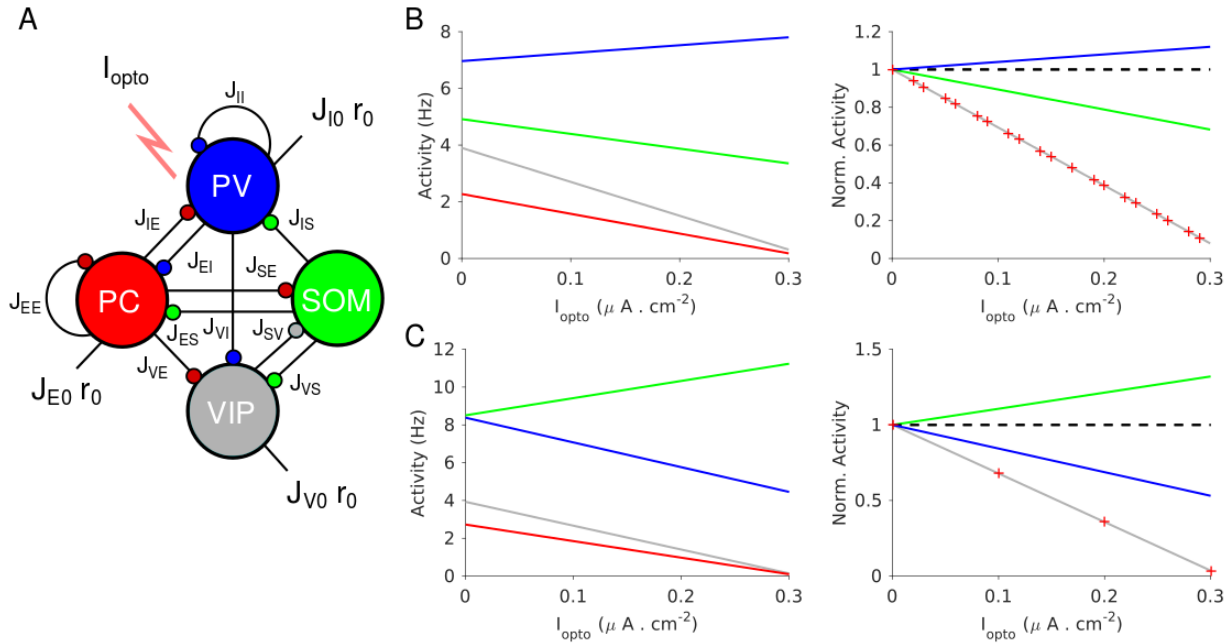 A
I_opto
J_II
J_I0 r_0
PV
J_IE
J_EI
J_IS
J_SE
J_EE
PC
SOM
J_ES
J_VI
J_SV
J_VE
J_VS
J_E0 r_0
VIP
J_V0 r_0
B
8
6
4
2
0
Activity (Hz)
0
0.1
0.2
0.3
I_opto (μ A . cm^-2)
1.2
1
0.8
0.6
0.4
0.2
0
Norm. Activity
0
0.1
0.2
0.3
I_opto (μ A . cm^-2)
C
12
10
8
6
4
2
0
Activity (Hz)
0
0.1
0.2
0.3
I_opto (μ A . cm^-2)
1.5
1
0.5
0
Norm. Activity
0
0.1
0.2
0.3
I_opto (μ A . cm^-2)